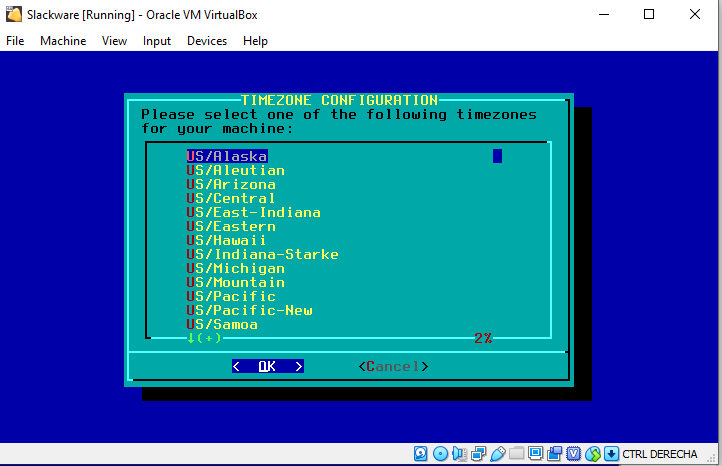 Slackware [Running] - Oracle VM VirtualBox
File Machine View Input Devices Help
TIMEZONE CONFIGURATION
Please select one of the following timezones
for your machine:
US/Alaska
US/Aleutian
US/Arizona
US/Central
US/East-Indiana
US/Eastern
US/Hawaii
US/Indiana-Starke
US/Michigan
US/Mountain
US/Pacific
US/Pacific-New
US/Samoa
↓(+) 2%
< OK > <Cancel>
CTRL DERECHA